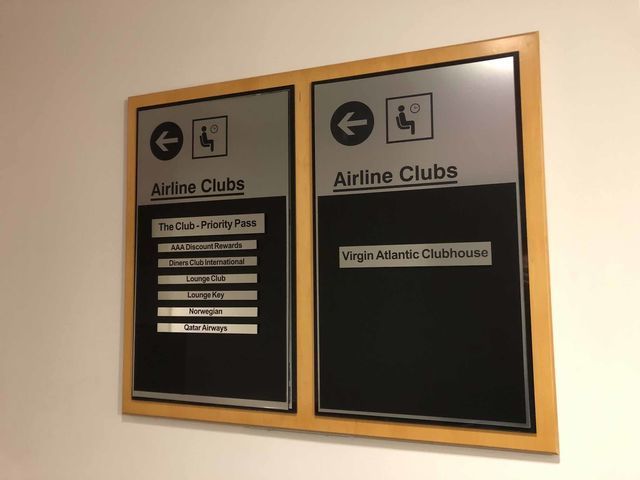 Airline Clubs
The Club - Priority Pass
AAA Discount Rewards
Diners Club International
Lounge Club
Lounge Key
Norwegian
Qatar Airways
Airline Clubs
Virgin Atlantic Clubhouse